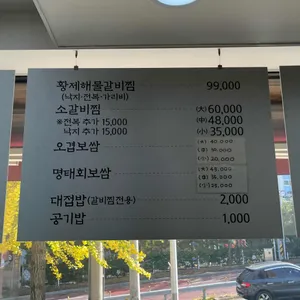 황제해물갈비찜 99,000
(낙지·전복·가리비)
소갈비찜 (大) 60,000
※전복 추가 15,000 (中) 48,000
낙지 추가 15,000 (小) 35,000
오겹보쌈
명태회보쌈
대접밥(갈비찜전용) 2,000
공기밥 1,000